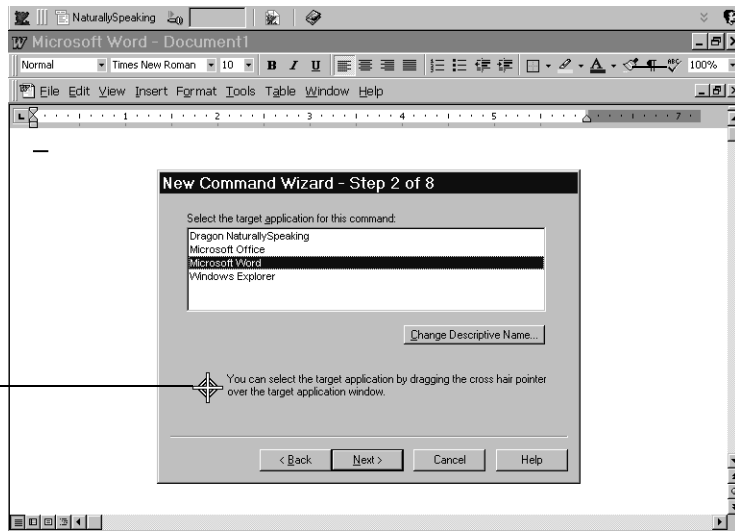 NaturallySpeaking
Microsoft Word - Document1
Normal Times New Roman 10 B I U ABC 100%
File Edit View Insert Format Tools Table Window Help
1 2 3 4 5 7
New Command Wizard - Step 2 of 8
Select the target application for this command:
Dragon NaturallySpeaking
Microsoft Office
Microsoft Word
Windows Explorer
Change Descriptive Name...
You can select the target application by dragging the cross hair pointer
over the target application window.
< Back Next > Cancel Help